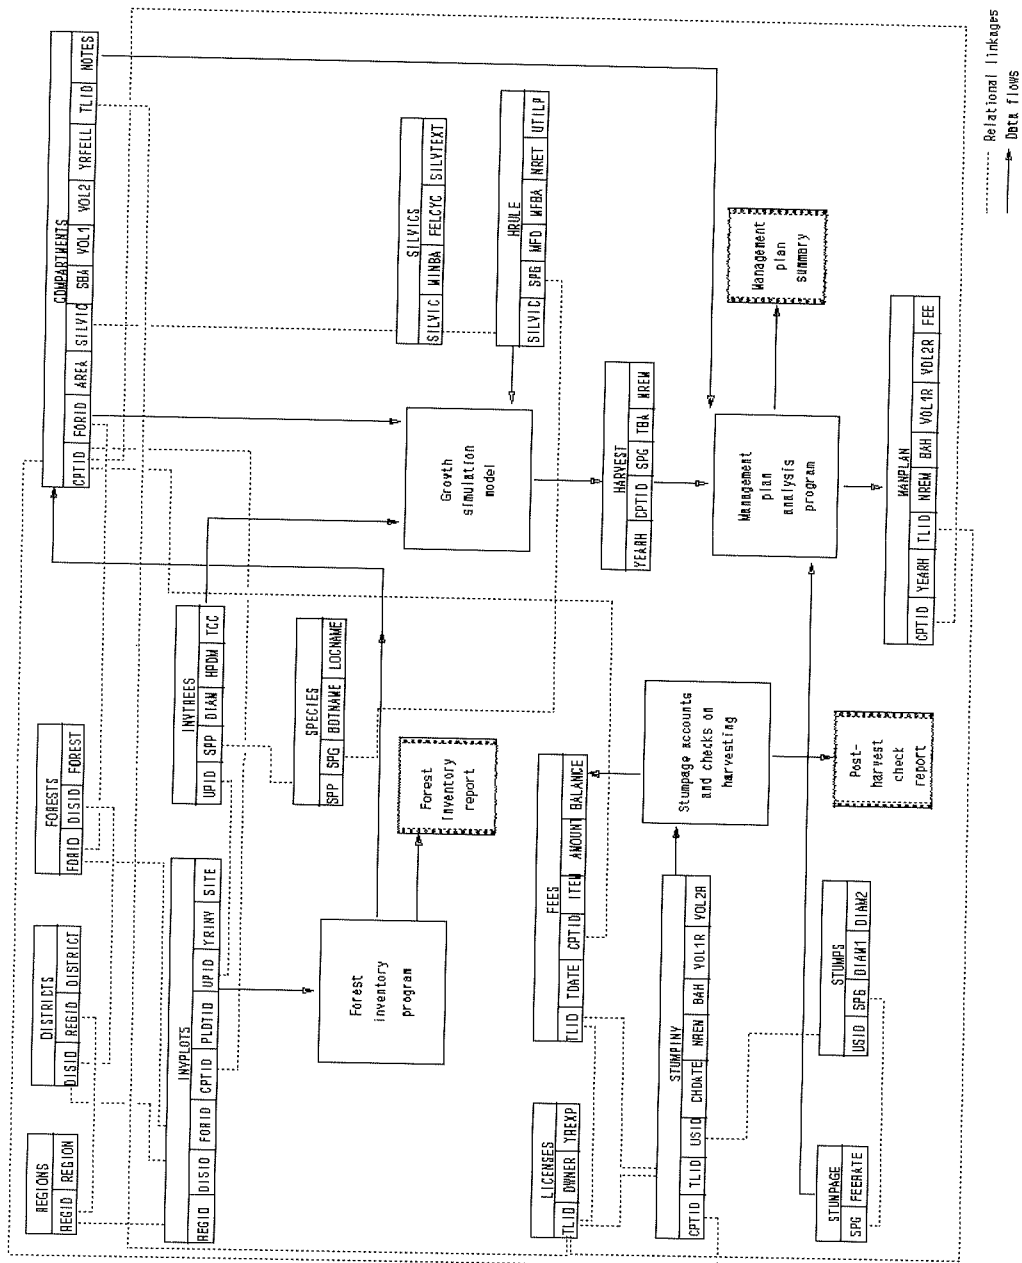 REGIONS
REGID REGION
DISTRICTS
DISID REGID DISTRICT
FORESTS
FORID DISID FOREST
COMPARTMENTS
CPTID FORID AREA SILVIC SBA VOL1 VOL2 YRFELL TLID NOTES
INVPLOTS
REGID DISID FORID CPTID PLOTID UPID YRINV SITE
INVTREES
UPID SPP DIAM HPDM TCC
SPECIES
SPP SPG BOTNAME LOCNAME
Forest
inventory
program
Forest
Inventory
report
Growth
simulation
model
SILVICS
SILVIC MINBA FELCYC SILVTEXT
HRULE
SILVIC SPG MFD MFBA NRET UTILP
LICENSES
TLID OWNER YREXP
FEES
TLID TDATE CPTID ITEM AMOUNT BALANCE
HARVEST
YEARH CPTID SPG TBA NREM
STUMPINV
CPTID TLID USID CHDATE NREM BAH VOL1R VOL2R
Stumpage accounts
and checks on
harvesting
Management
plan
analysis
program
Management
plan
summary
STUMPAGE
SPG FEERATE
STUMPS
USID SPG DIAM1 DIAM2
Post-
harvest
check
report
MANPLAN
CPTID YEARH TLID NREM BAH VOL1R VOL2R FEE
Relational linkages
Data flows